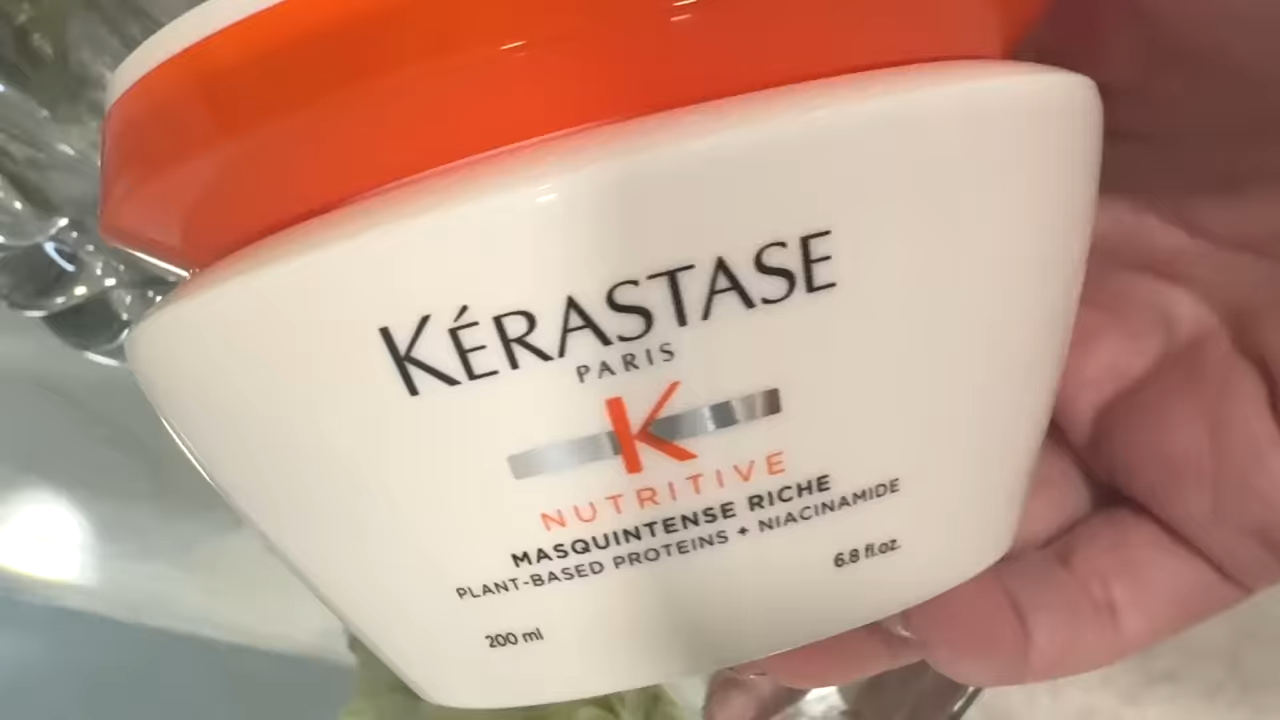 KÉRASTASE
PARIS
K
NUTRITIVE
MASQUINTENSE RICHE
PLANT-BASED PROTEINS + NIACINAMIDE
200 ml
6.8 fl.oz.